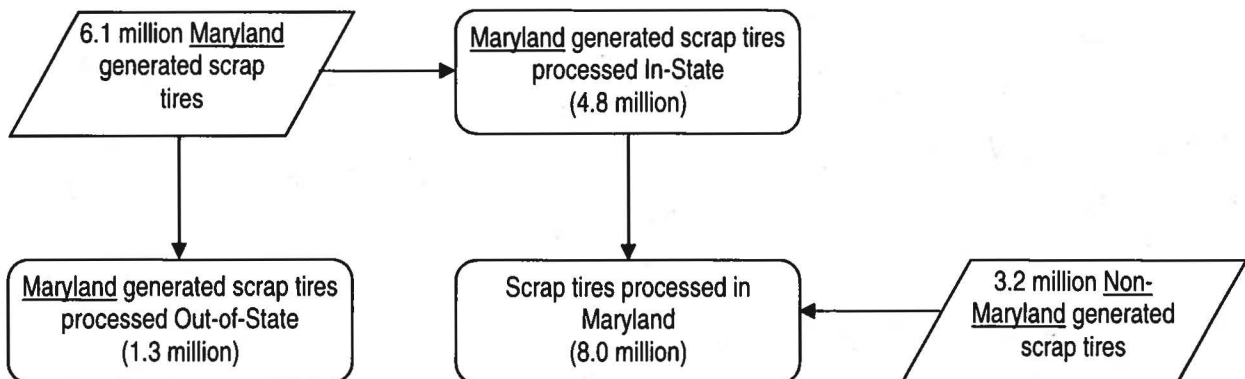 6.1 million Maryland
generated scrap
tires
Maryland generated scrap tires
processed In-State
(4.8 million)
Maryland generated scrap tires
processed Out-of-State
(1.3 million)
Scrap tires processed in
Maryland
(8.0 million)
3.2 million Non-
Maryland generated
scrap tires